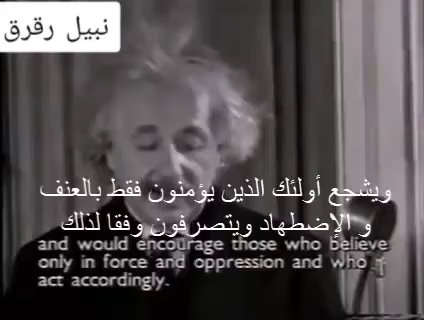 نبيل رقرق
ويشجع أولئك الذين يؤمنون فقط بالعنف
و الإضطهاد ويتصرفون وفقا لذلك
and would encourage those who believe
only in force and oppression and who
act accordingly.